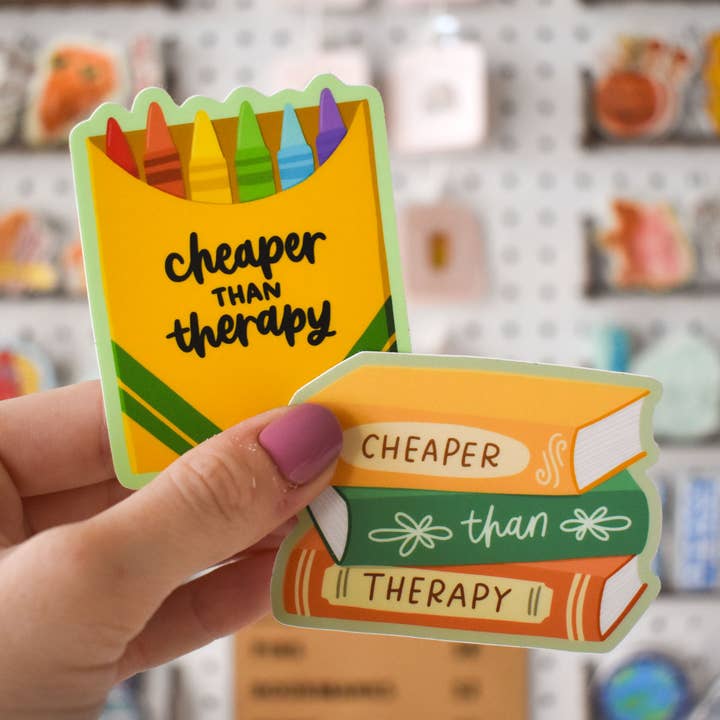 cheaper
THAN
therapy
CHEAPER
than
THERAPY